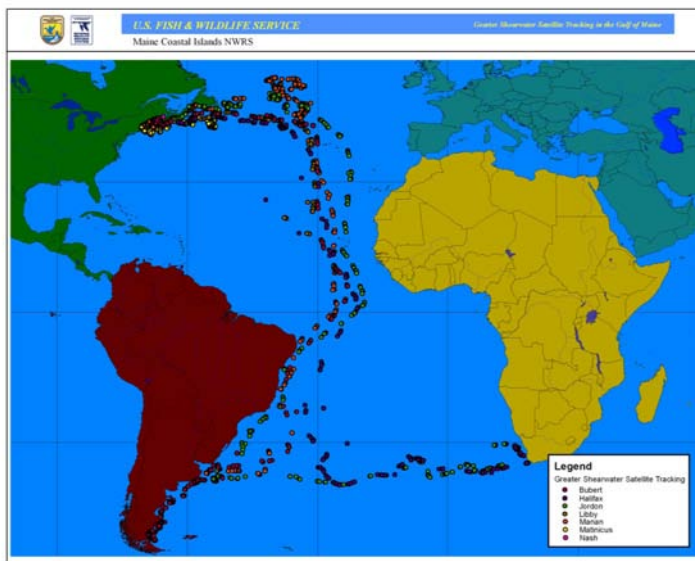 U.S. FISH & WILDLIFE SERVICE
Greater Shearwater Satellite Tracking in the Gulf of Maine
Maine Coastal Islands NWRS
Legend
Greater Shearwater Satellite Tracking
Bubert
Halifax
Jordon
Libby
Marian
Matinicus
Nash